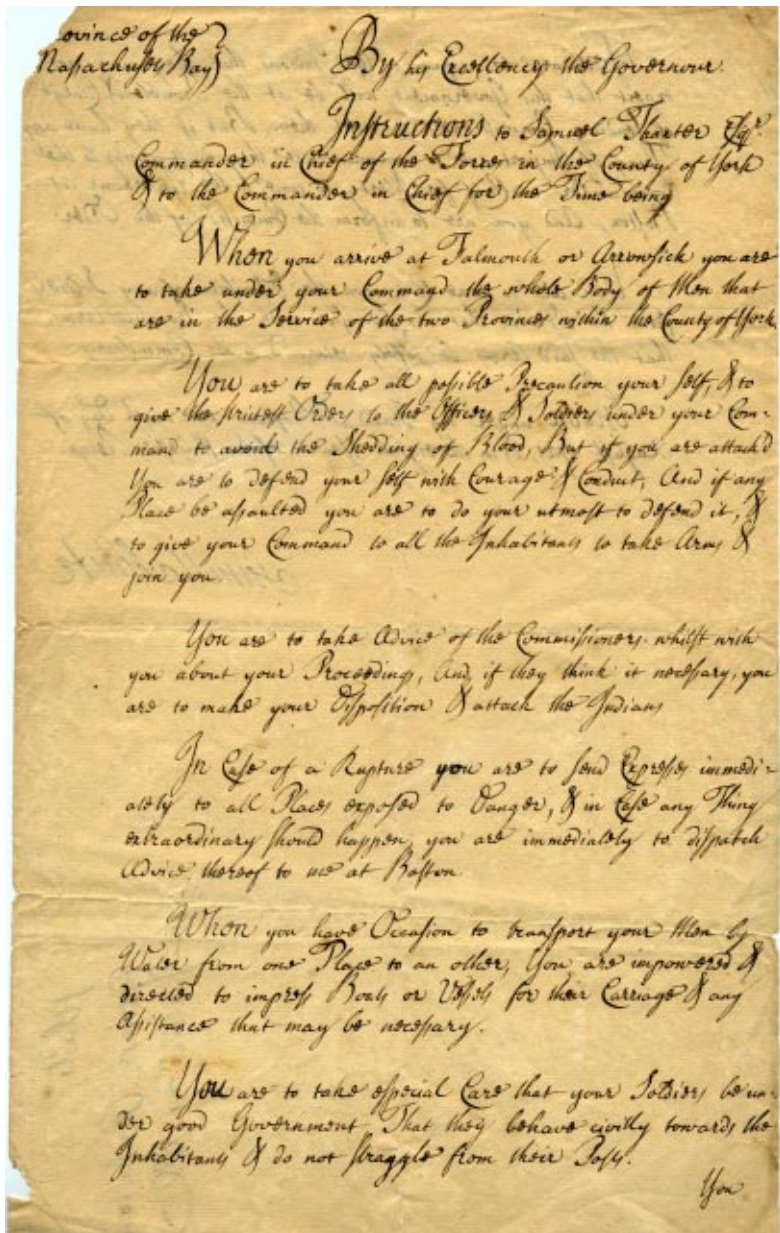 ovince of the
Massachusets Bay
By his Excellency the Governour.
Instructions to Samuel Thaxter Esqr.
Commander in Chief of the Forces in the County of York
& to the Commander in Chief for the Time being
When you arrive at Falmouth or Arrowsick you are
to take under your Command the whole Body of Men that
are in the Service of the two Provinces within the County of York
You are to take all possible Precaution your self, & to
give the strictest Orders to the Officers & Soldiers under your Com-
mand to avoid the Shedding of Blood, But if you are attack'd
You are to defend your self with Courage & Conduct, And if any
Place be assaulted you are to do your utmost to defend it, &
to give your Command to all the Inhabitants to take Arms &
join you.
You are to take Advice of the Commissioners whilst with
you about your Proceedings, And, if they think it necessary, you
are to make your Disposition & attack the Indians
In Case of a Rupture you are to send Expresses immedi-
ately to all Places exposed to Danger, & in Case any Thing
extraordinary should happen, you are immediately to dispatch
Advice thereof to me at Boston.
When you have Occasion to transport your Men by
Water from one Place to an other, You are impowered &
directed to impress Boats or Vessels for their Carriage & any
Assistance that may be necessary.
You are to take especial Care that your Soldiers be un-
der good Government, That they behave civilly towards the
Inhabitants & do not straggle from their Posts.
You